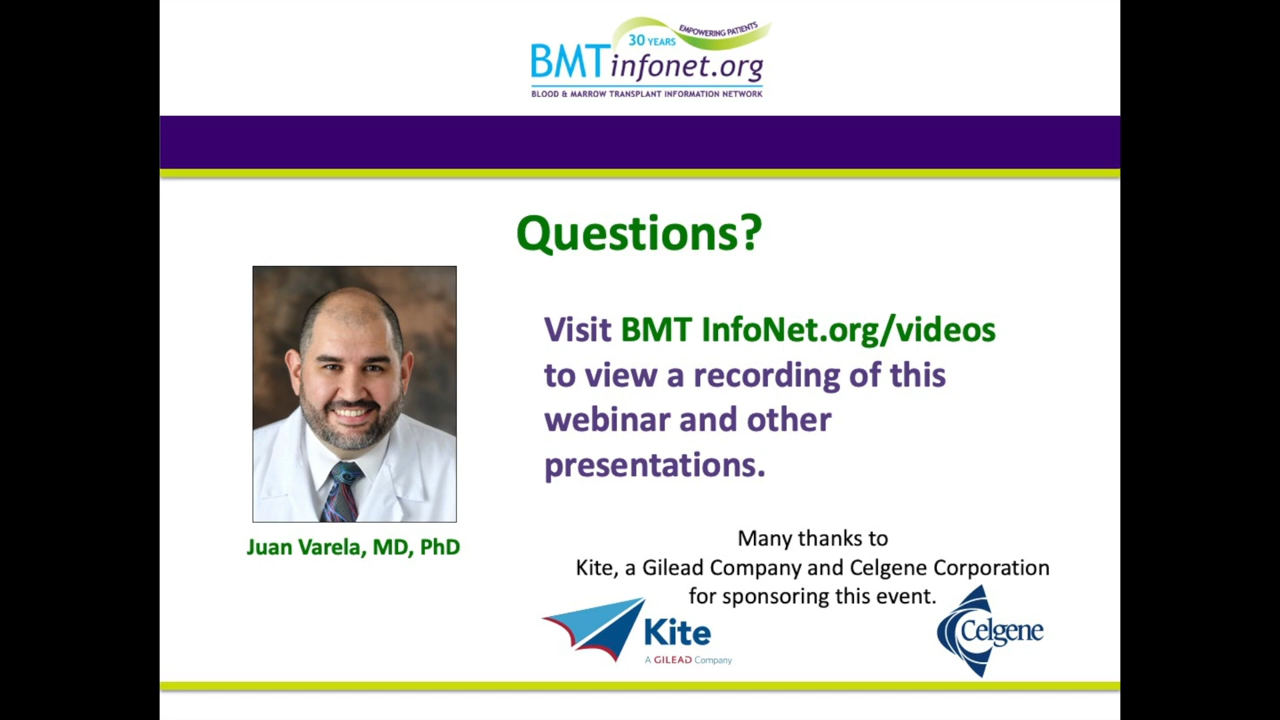 30 YEARS
EMPOWERING PATIENTS
BMTinfonet.org
BLOOD & MARROW TRANSPLANT INFORMATION NETWORK
Questions?
Visit BMT InfoNet.org/videos
to view a recording of this
webinar and other
presentations.
Juan Varela, MD, PhD
Many thanks to
Kite, a Gilead Company and Celgene Corporation
for sponsoring this event.
Kite
A GILEAD Company
Celgene